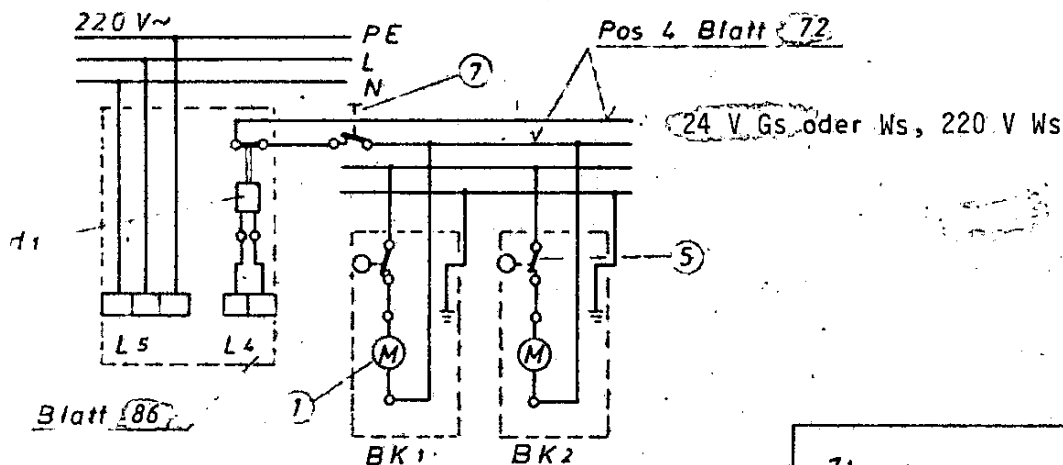 220 V~
PE
L
N
7
Pos 4 Blatt 72
24 V Gs oder Ws, 220 V Ws
d1
5
M
M
L5
L4
1
Blatt 86
BK1
BK2